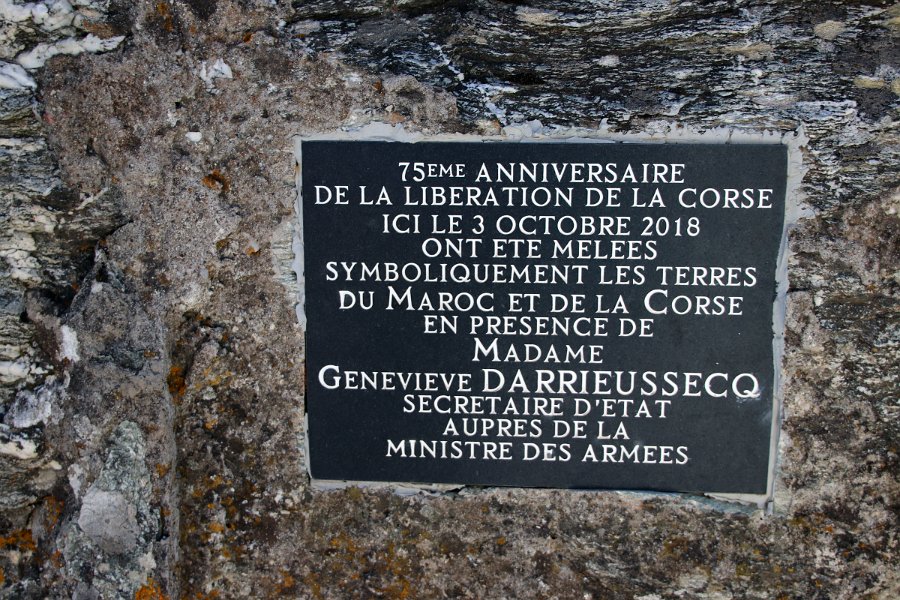 75EME ANNIVERSAIRE
DE LA LIBERATION DE LA CORSE
ICI LE 3 OCTOBRE 2018
ONT ETE MELEES
SYMBOLIQUEMENT LES TERRES
DU MAROC ET DE LA CORSE
EN PRESENCE DE
MADAME
GENEVIEVE DARRIEUSSECQ
SECRETAIRE D'ETAT
AUPRES DE LA
MINISTRE DES ARMEES